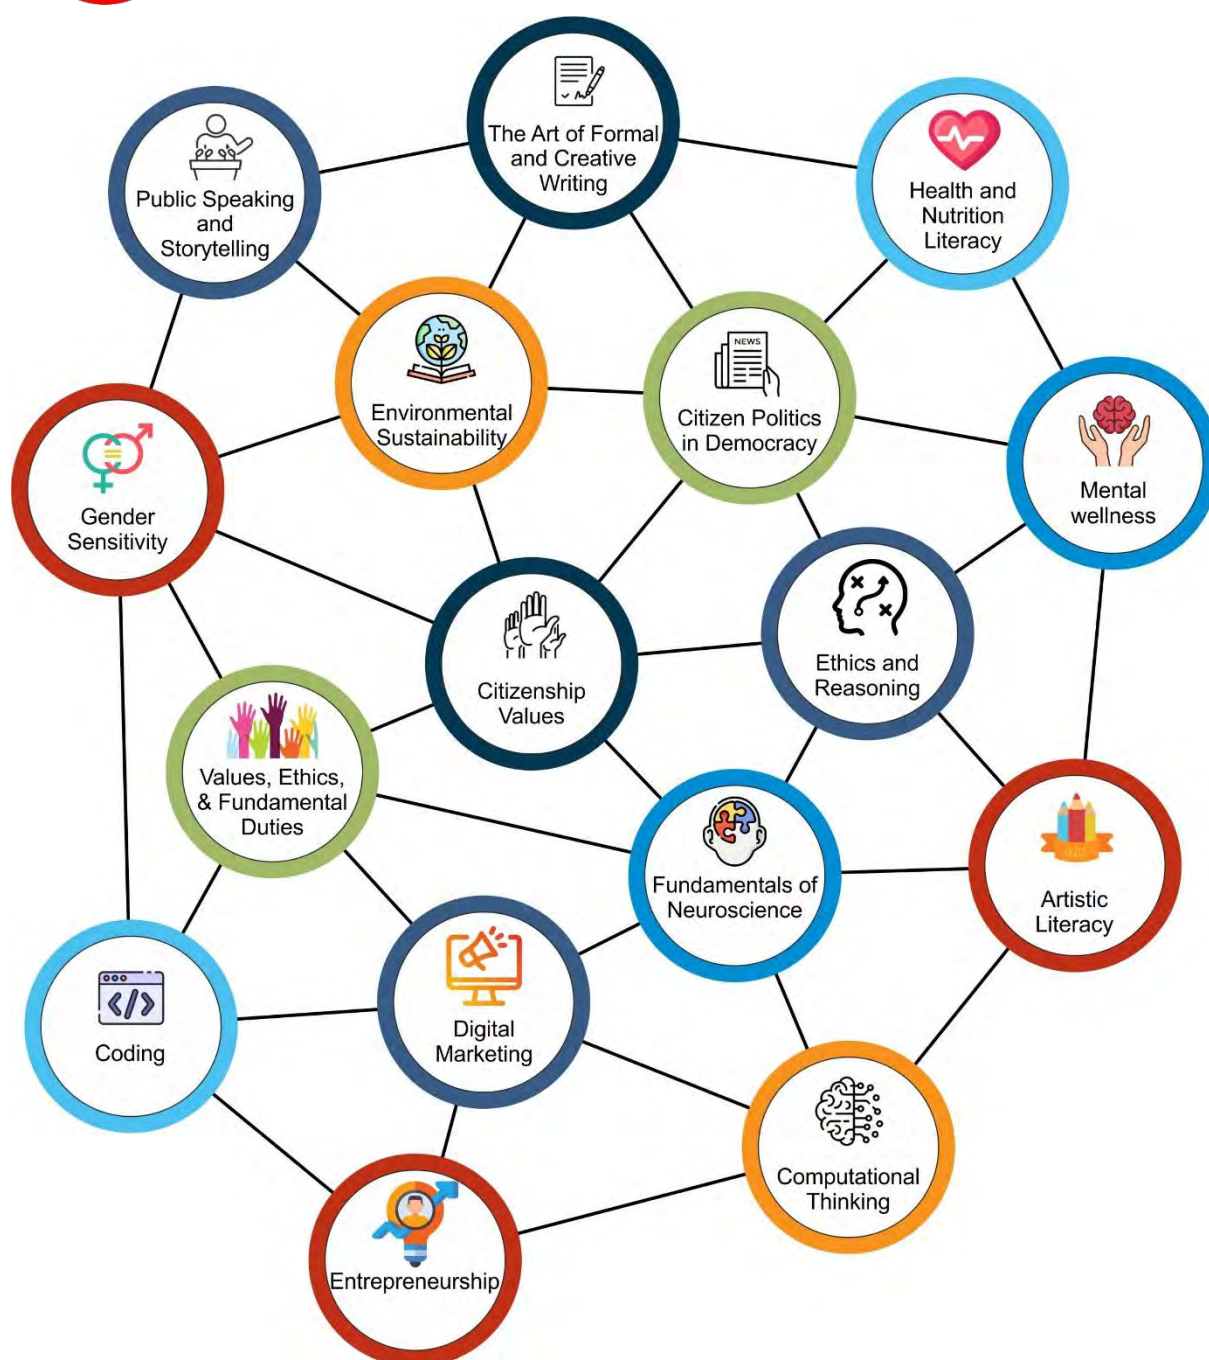 The Art of Formal
and Creative
Writing
Public Speaking
and
Storytelling
Health and
Nutrition
Literacy
NEWS
Environmental
Sustainability
Citizen Politics
in Democracy
Mental
wellness
Gender
Sensitivity
Citizenship
Values
Ethics and
Reasoning
Values, Ethics,
& Fundamental
Duties
Fundamentals of
Neuroscience
Artistic
Literacy
Coding
Digital
Marketing
Computational
Thinking
Entrepreneurship